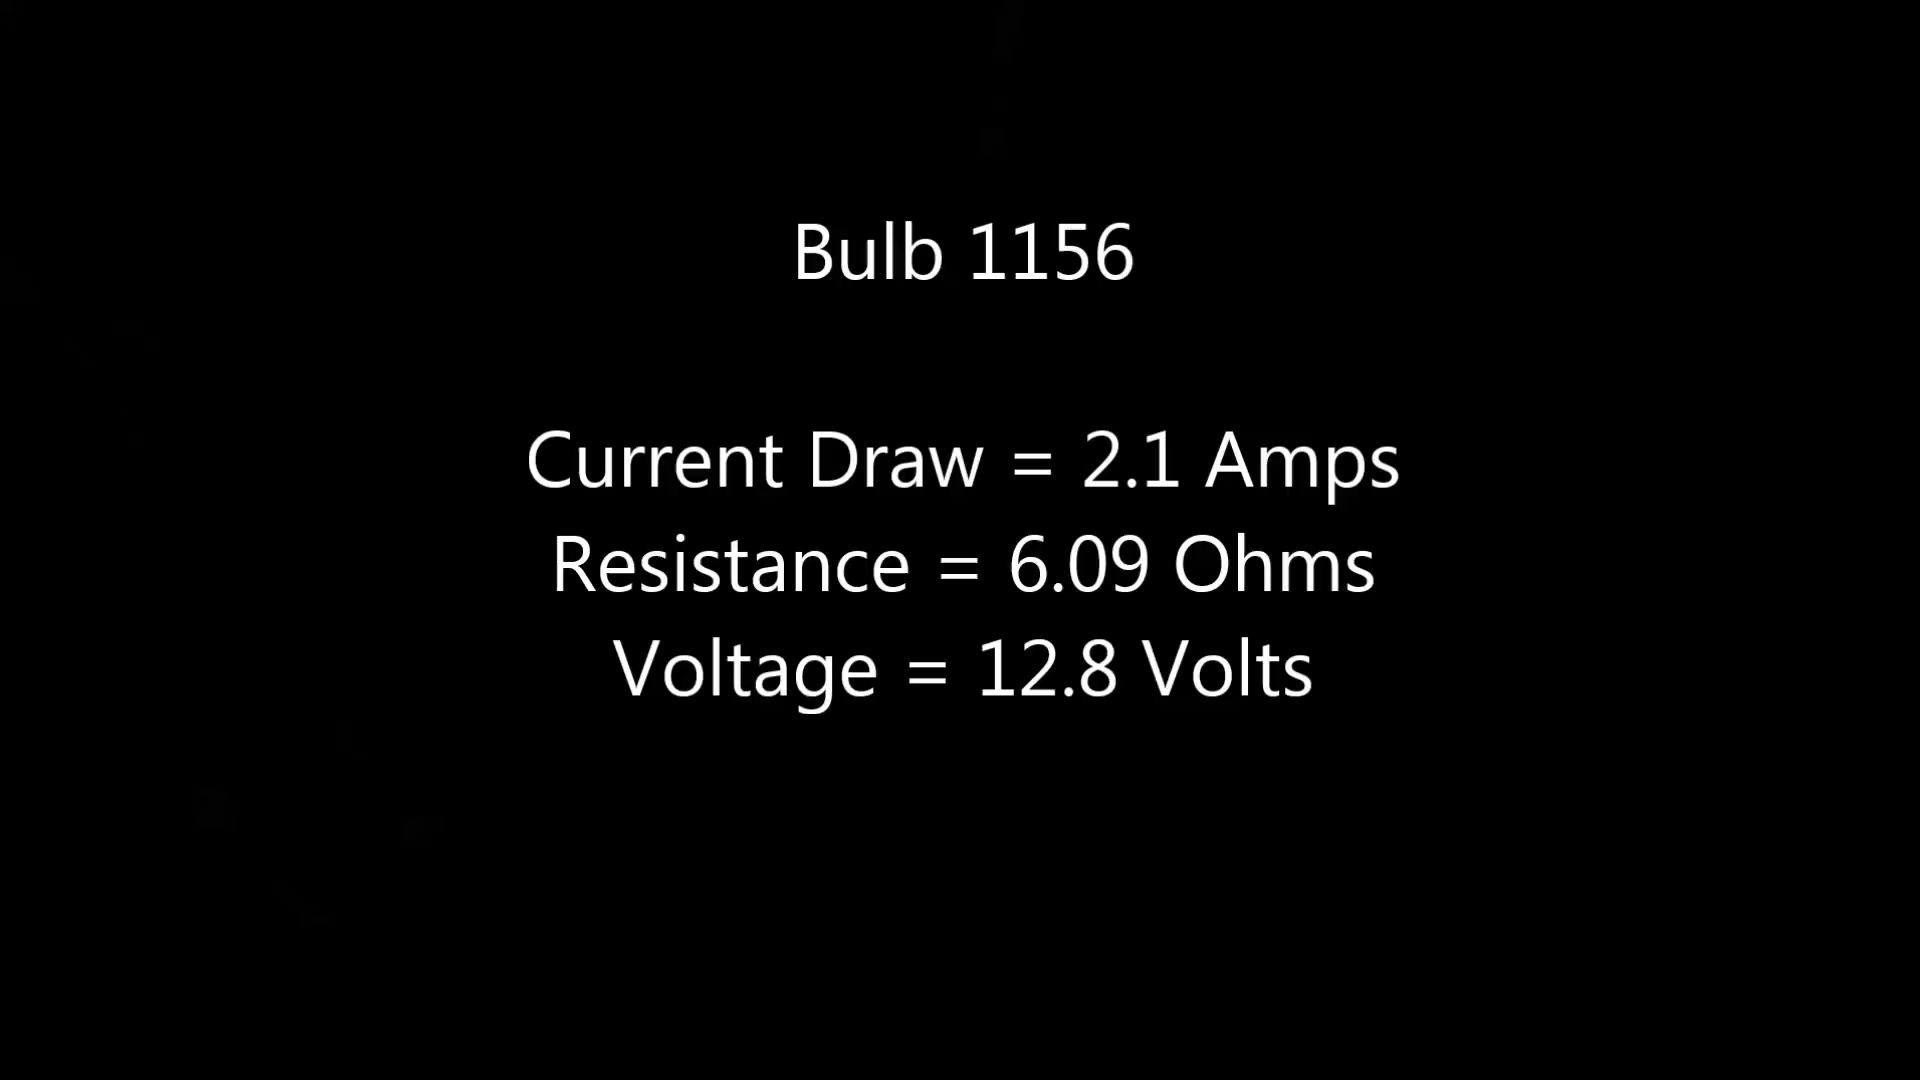 Bulb 1156
Current Draw = 2.1 Amps
Resistance = 6.09 Ohms
Voltage = 12.8 Volts